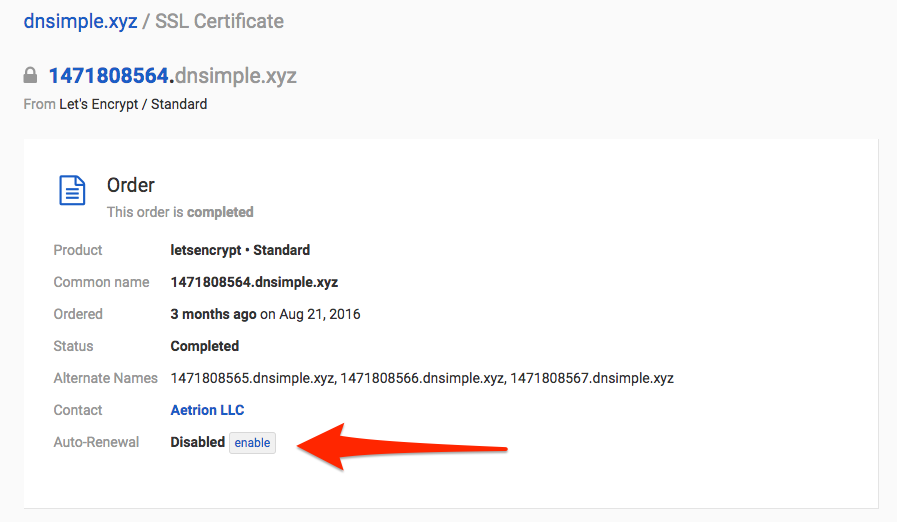 dnsimple.xyz / SSL Certificate
1471808564.dnsimple.xyz
From Let's Encrypt / Standard
Order
This order is completed
Product letsencrypt • Standard
Common name 1471808564.dnsimple.xyz
Ordered 3 months ago on Aug 21, 2016
Status Completed
Alternate Names 1471808565.dnsimple.xyz, 1471808566.dnsimple.xyz, 1471808567.dnsimple.xyz
Contact Aetrion LLC
Auto-Renewal Disabled enable